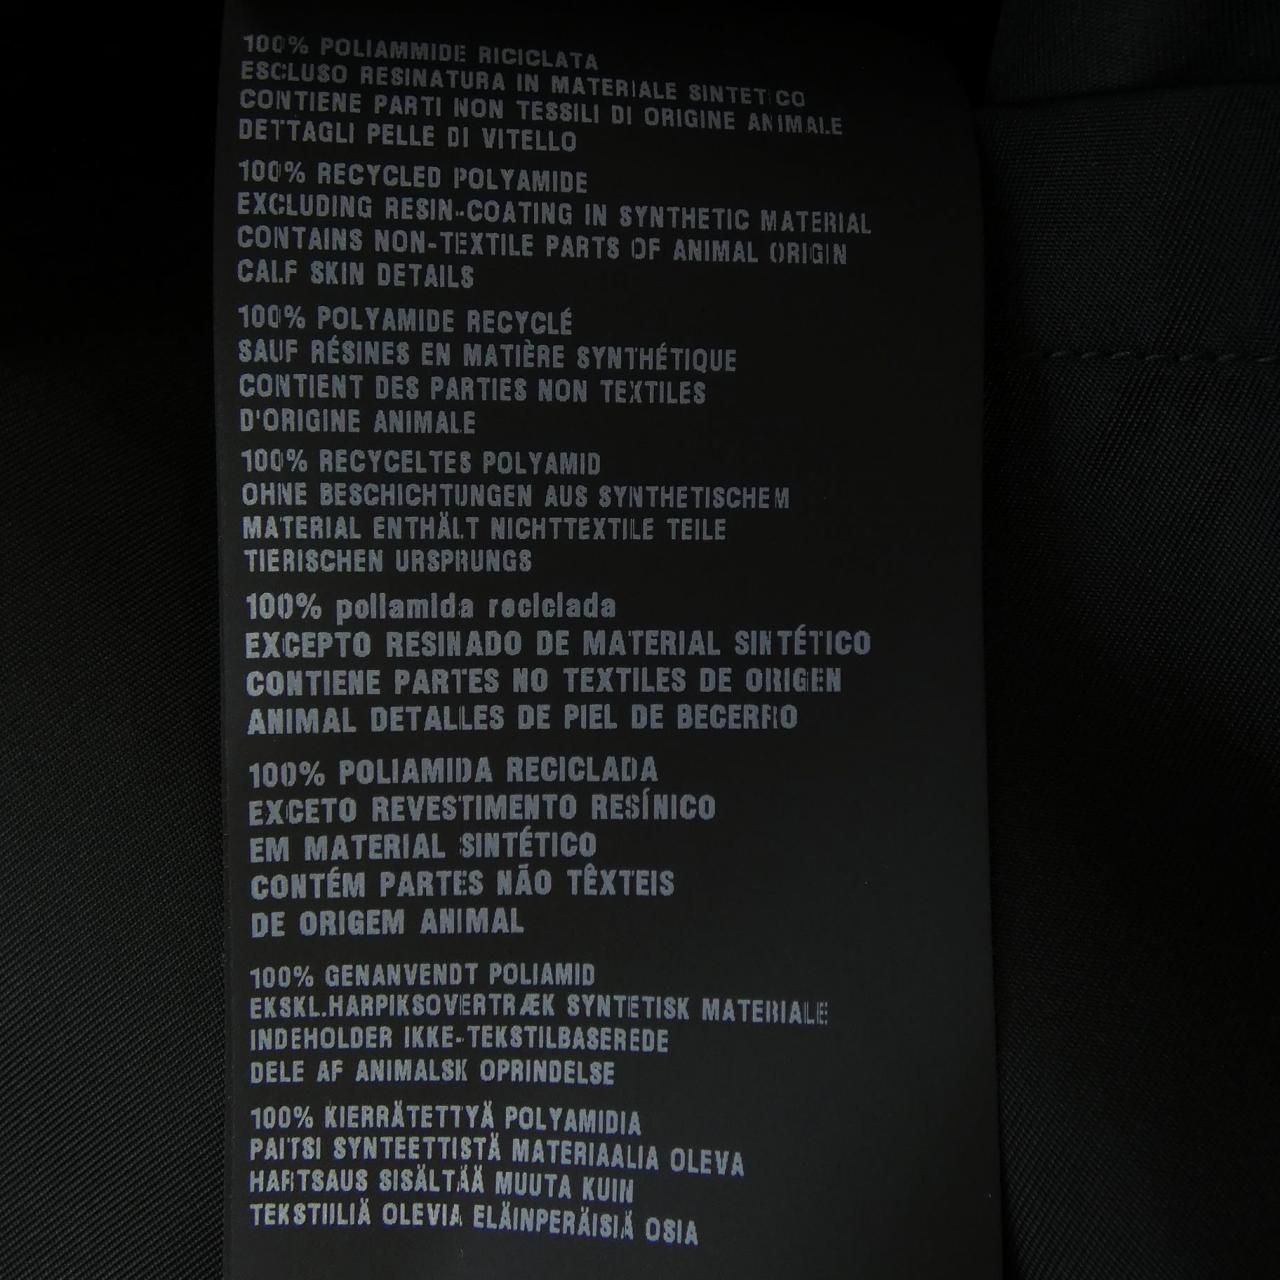 100% POLIAMMIDE RICICLATA
ESCLUSO RESINATURA IN MATERIALE SINTETICO
CONTIENE PARTI NON TESSILI DI ORIGINE ANIMALE
DETTAGLI PELLE DI VITELLO
100% RECYCLED POLYAMIDE
EXCLUDING RESIN-COATING IN SYNTHETIC MATERIAL
CONTAINS NON-TEXTILE PARTS OF ANIMAL ORIGIN
CALF SKIN DETAILS
100% POLYAMIDE RECYCLÉ
SAUF RÉSINES EN MATIÈRE SYNTHÉTIQUE
CONTIENT DES PARTIES NON TEXTILES
D'ORIGINE ANIMALE
100% RECYCELTES POLYAMID
OHNE BESCHICHTUNGEN AUS SYNTHETISCHEM
MATERIAL ENTHÄLT NICHTTEXTILE TEILE
TIERISCHEN URSPRUNGS
100% poliamida reciclada
EXCEPTO RESINADO DE MATERIAL SINTÉTICO
CONTIENE PARTES NO TEXTILES DE ORIGEN
ANIMAL DETALLES DE PIEL DE BECERRO
100% POLIAMIDA RECICLADA
EXCETO REVESTIMENTO RESÍNICO
EM MATERIAL SINTÉTICO
CONTÉM PARTES NÃO TÊXTEIS
DE ORIGEM ANIMAL
100% GENANVENDT POLIAMID
EKSKL.HARPIKSOVERTRÆK SYNTETISK MATERIALE
INDEHOLDER IKKE-TEKSTILBASEREDE
DELE AF ANIMALSK OPRINDELSE
100% KIERRÄTETTYÄ POLYAMIDIA
PAITSI SYNTEETTISTÄ MATERIAALIA OLEVA
HARTSAUS SISÄLTÄÄ MUUTA KUIN
TEKSTIILIÄ OLEVIA ELÄINPERÄISIÄ OSIA